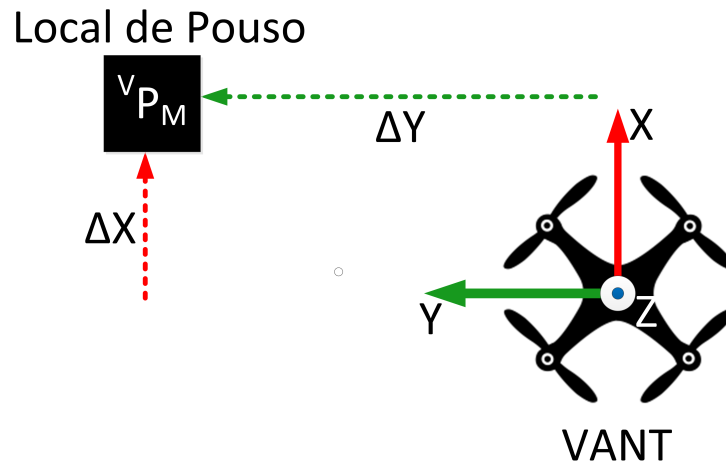 Local de Pouso
ⱽPₘ
ΔY
X
ΔX
Y
Z
VANT